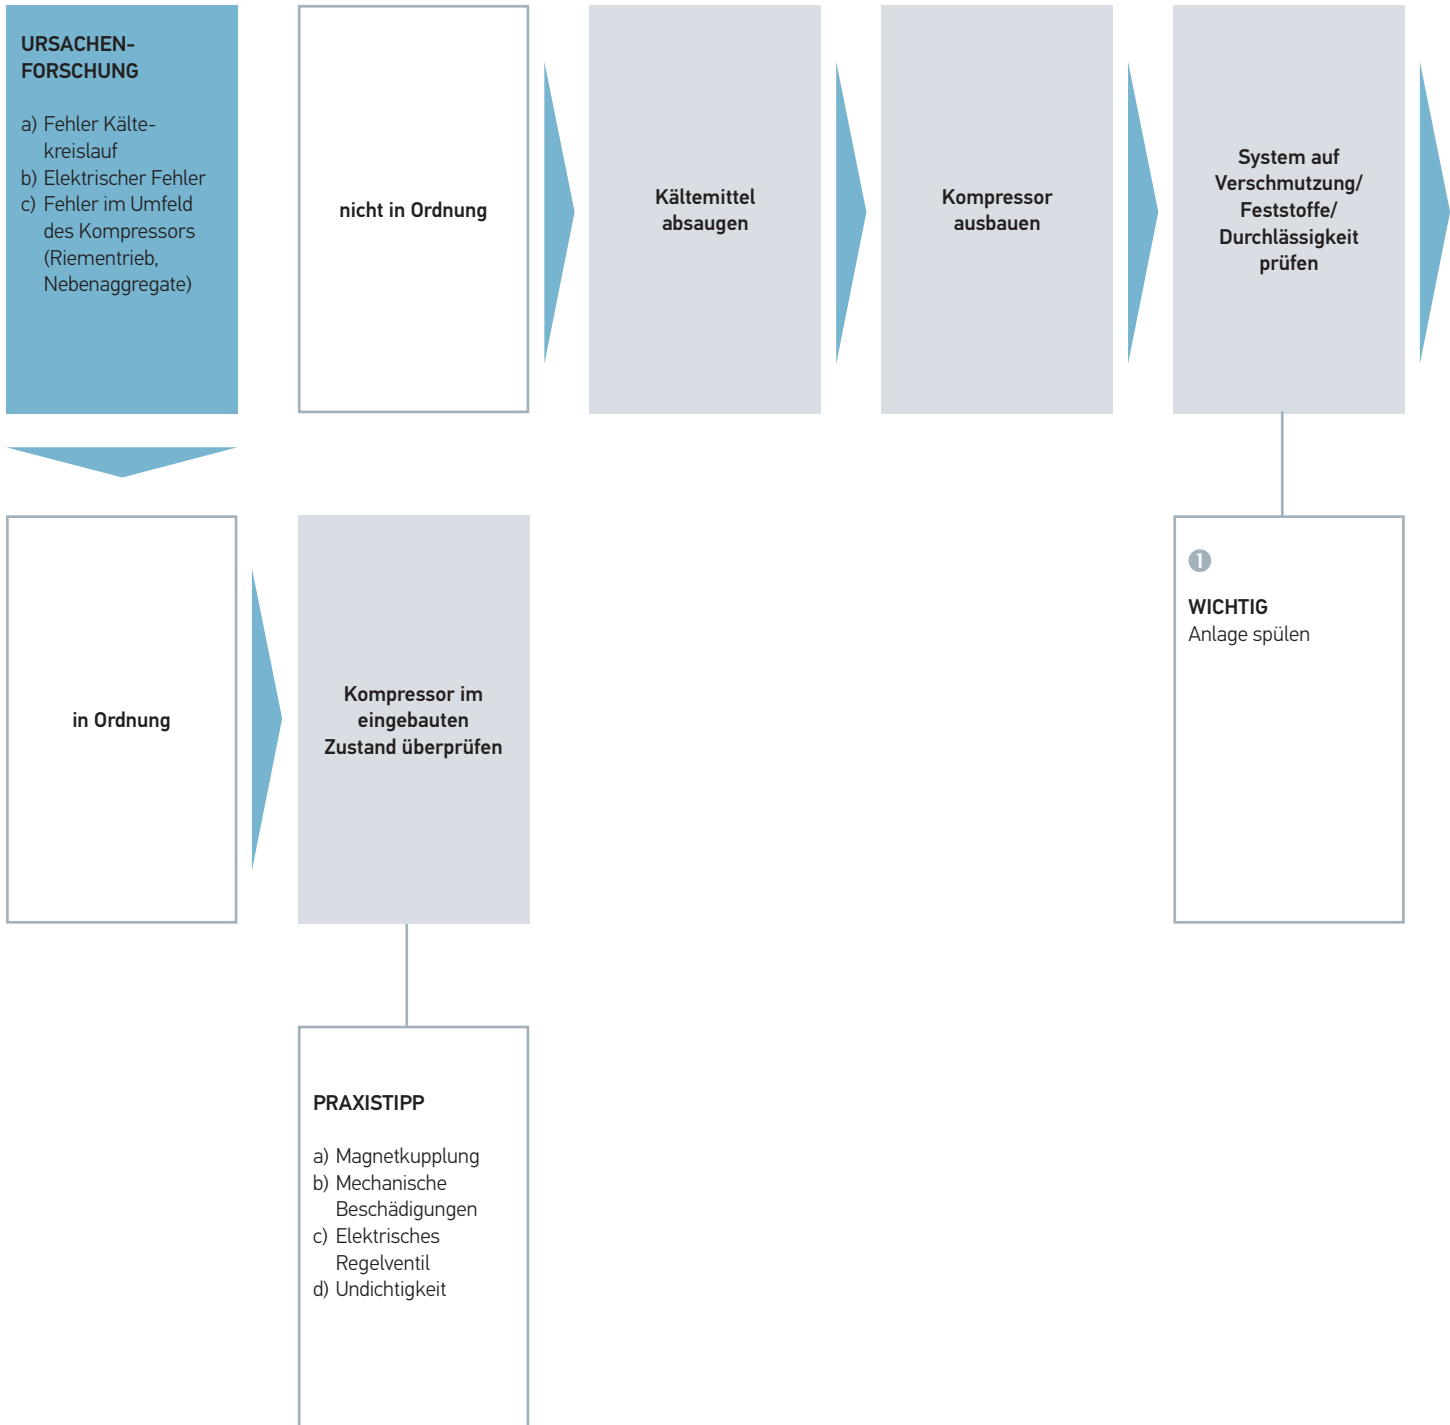 URSACHEN-
FORSCHUNG
a) Fehler Kälte-
kreislauf
b) Elektrischer Fehler
c) Fehler im Umfeld
des Kompressors
(Riementrieb,
Nebenaggregate)
nicht in Ordnung
Kältemittel
absaugen
Kompressor
ausbauen
System auf
Verschmutzung/
Feststoffe/
Durchlässigkeit
prüfen
in Ordnung
Kompressor im
eingebauten
Zustand überprüfen
1
WICHTIG
Anlage spülen
PRAXISTIPP
a) Magnetkupplung
b) Mechanische
Beschädigungen
c) Elektrisches
Regelventil
d) Undichtigkeit